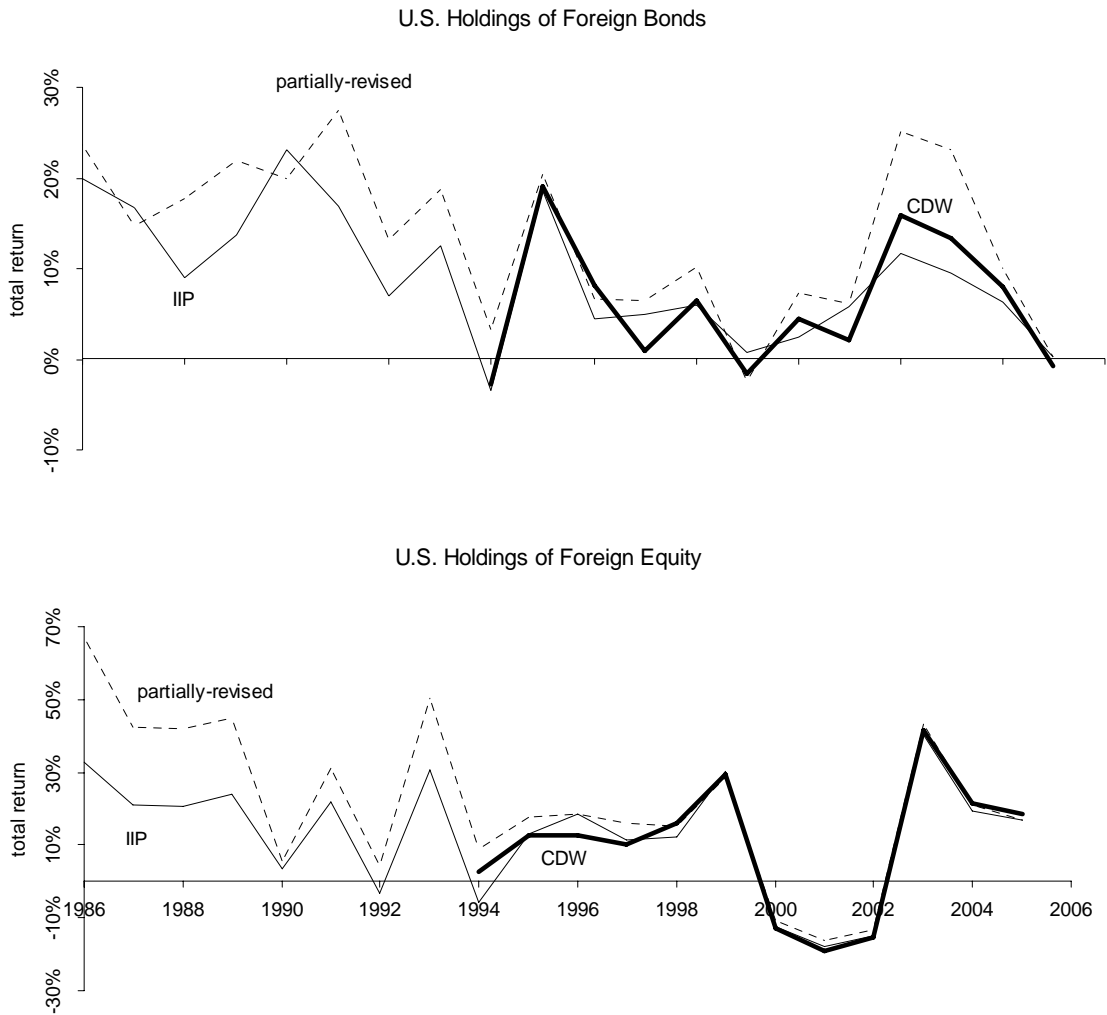 U.S. Holdings of Foreign Bonds
partially-revised
30%
20%
CDW
total return
10%
IIP
0%
-10%
U.S. Holdings of Foreign Equity
70%
partially-revised
50%
total return
30%
IIP
CDW
10%
1986 1988 1990 1992 1994 1996 1998 2000 2002 2004 2006
-10%
-30%